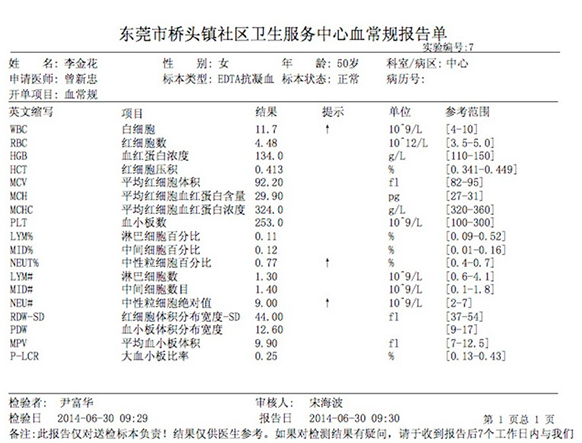 东莞市桥头镇社区卫生服务中心血常规报告单
实验编号:7
姓 名: 李金花 性 别: 女 年 龄: 50岁 科室/病区: 中心
申请医师: 曾新忠 标本类型: EDTA抗凝血 标本状态: 正常 病历号:
开单项目: 血常规
英文缩写 项目 结果 提示 单位 参考范围
WBC 白细胞 11.7 ↑ 10^9/L [4-10]
RBC 红细胞数 4.48 10^12/L [3.5-5.0]
HGB 血红蛋白浓度 134.0 g/L [110-150]
HCT 红细胞压积 0.413 % [0.341-0.449]
MCV 平均红细胞体积 92.20 fl [82-95]
MCH 平均红细胞血红蛋白含量 29.90 pg [27-31]
MCHC 平均红细胞血红蛋白浓度 324.0 g/L [320-360]
PLT 血小板数 253.0 10^9/L [100-300]
LYM% 淋巴细胞百分比 0.11 % [0.09-0.52]
MID% 中间细胞百分比 0.12 % [0.01-0.16]
NEUT% 中性粒细胞百分比 0.77 ↑ % [0.4-0.7]
LYM# 淋巴细胞数 1.30 10^9/L [0.6-4.1]
MID# 中间细胞数目 1.40 10^9/L [0.1-1.8]
NEU# 中性粒细胞绝对值 9.00 ↑ 10^9/L [2-7]
RDW-SD 红细胞体积分布宽度-SD 44.00 fl [37-54]
PDW 血小板体积分布宽度 12.60 [9-17]
MPV 平均血小板体积 9.90 fl [7-12.5]
P-LCR 大血小板比率 0.25 % [0.13-0.43]
检验者: 尹富华 审核人: 宋海波
检验日 2014-06-30 09:29 报告日 2014-06-30 09:30 第 1 页总 1 页
备注:此报告仅对送检标本负责! 结果仅供医生参考。如果对检测结果有疑问, 请于收到报告后7个工作日内与我们